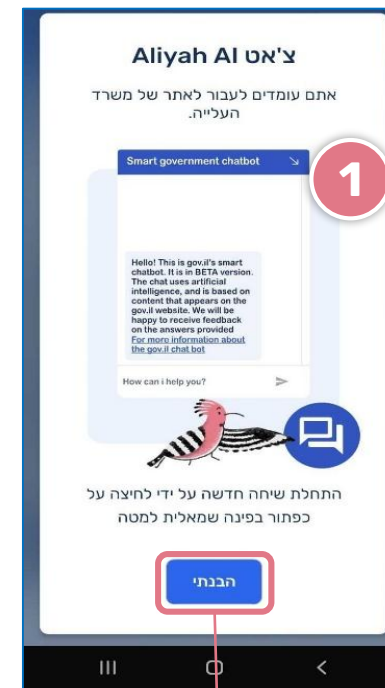 צ'אט Aliyah AI
אתם עומדים לעבור לאתר של משרד
העלייה.
1
Smart government chatbot
Hello! This is gov.il's smart
chatbot. It is in BETA version.
The chat uses artificial
intelligence, and is based on
content that appears on the
gov.il website. We will be
happy to receive feedback
on the answers provided
For more information about
the gov.il chat bot
How can i help you?
התחלת שיחה חדשה על ידי לחיצה על
כפתור בפינה שמאלית למטה
הבנתי